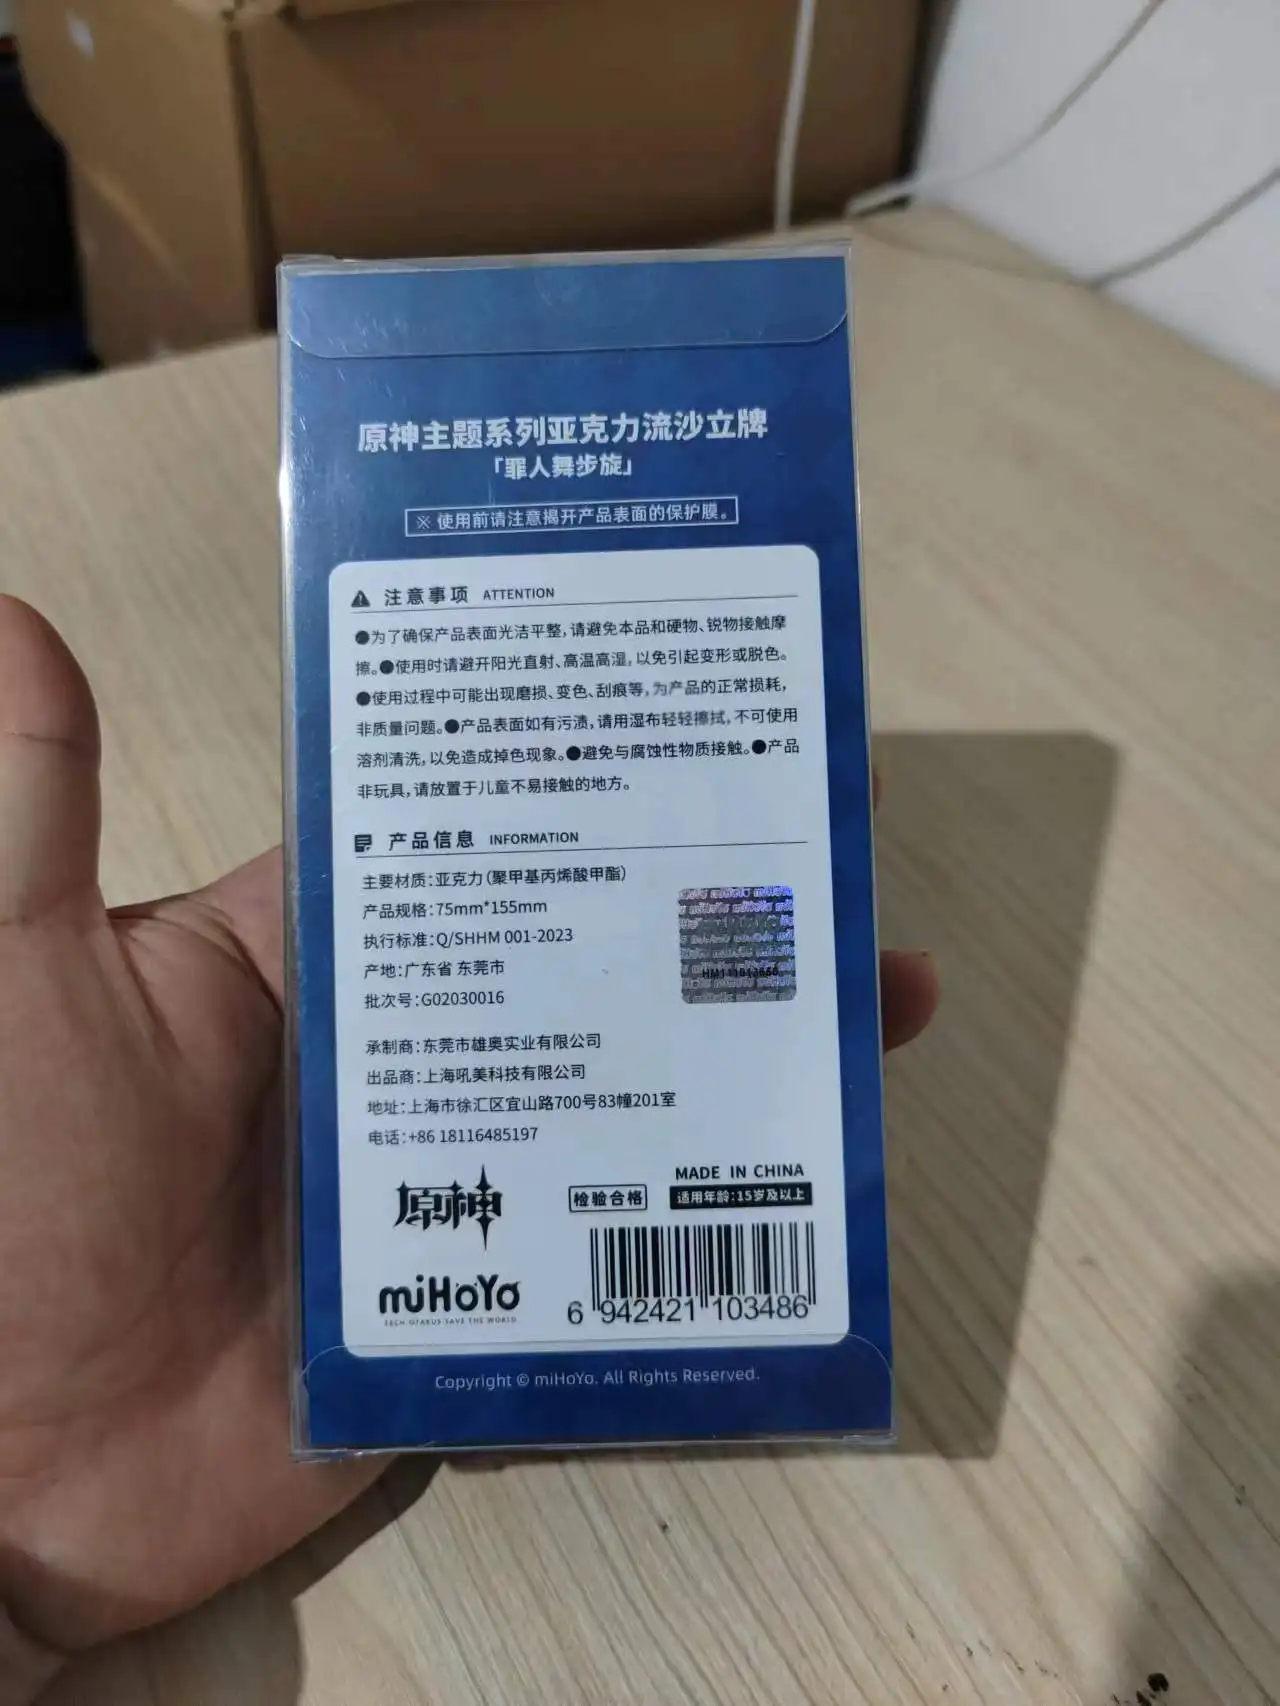 原神主题系列亚克力流沙立牌
「罪人舞步旋」
※ 使用前请注意揭开产品表面的保护膜。
注意事项 ATTENTION
●为了确保产品表面光洁平整,请避免本品和硬物、锐物接触摩
擦。●使用时请避开阳光直射、高温高湿,以免引起变形或脱色。
●使用过程中可能出现磨损、变色、刮痕等,为产品的正常损耗,
非质量问题。●产品表面如有污渍,请用湿布轻轻擦拭,不可使用
溶剂清洗,以免造成掉色现象。●避免与腐蚀性物质接触。●产品
非玩具,请放置于儿童不易接触的地方。
产品信息 INFORMATION
主要材质:亚克力(聚甲基丙烯酸甲酯)
产品规格:75mm*155mm
执行标准:Q/SHHM 001-2023
产地:广东省 东莞市
批次号:G02030016
miHoYo
承制商:东莞市雄奥实业有限公司
出品商:上海吼美科技有限公司
地址:上海市徐汇区宜山路700号83幢201室
电话:+86 18116485197
原神
检验合格
MADE IN CHINA
适用年龄:15岁及以上
miHoYo
TECH OTAKUS SAVE THE WORLD
6 942421 103486
Copyright © miHoYo. All Rights Reserved.